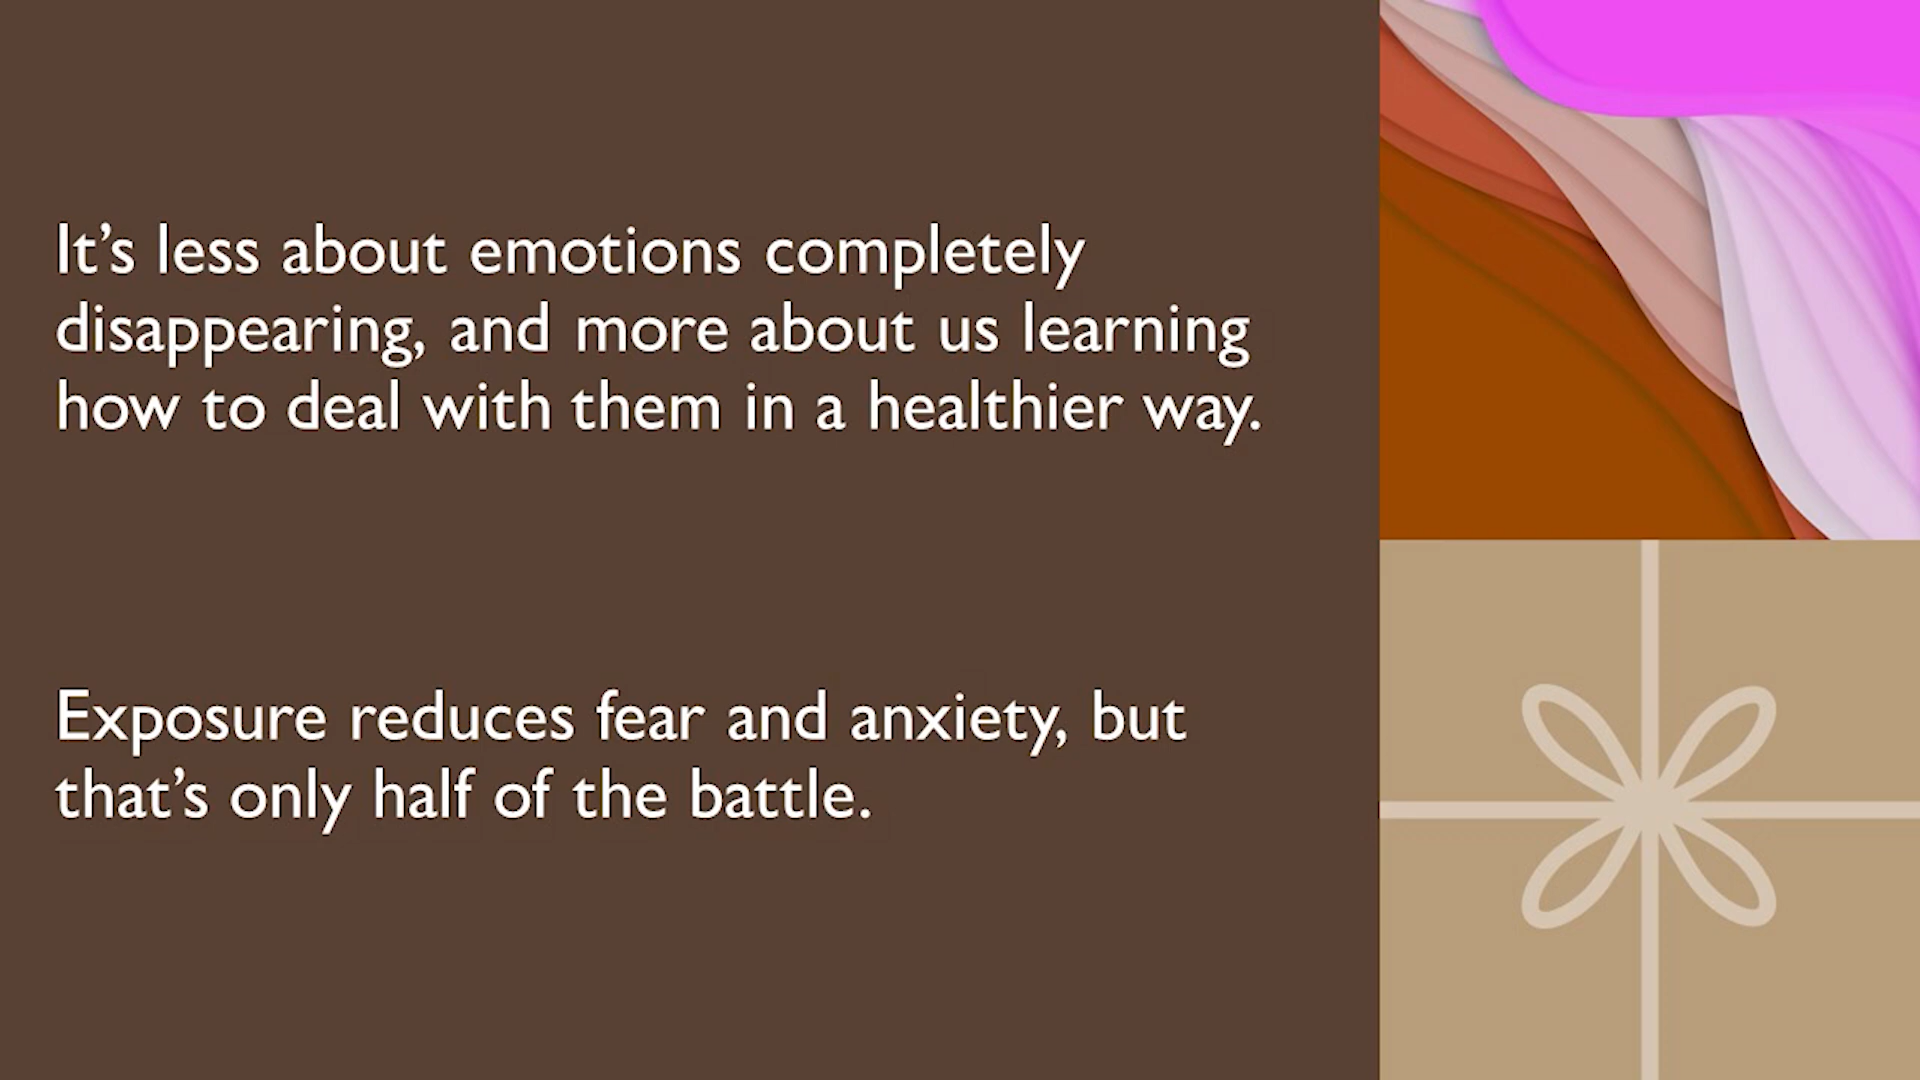 It’s less about emotions completely
disappearing, and more about us learning
how to deal with them in a healthier way.
Exposure reduces fear and anxiety, but
that’s only half of the battle.